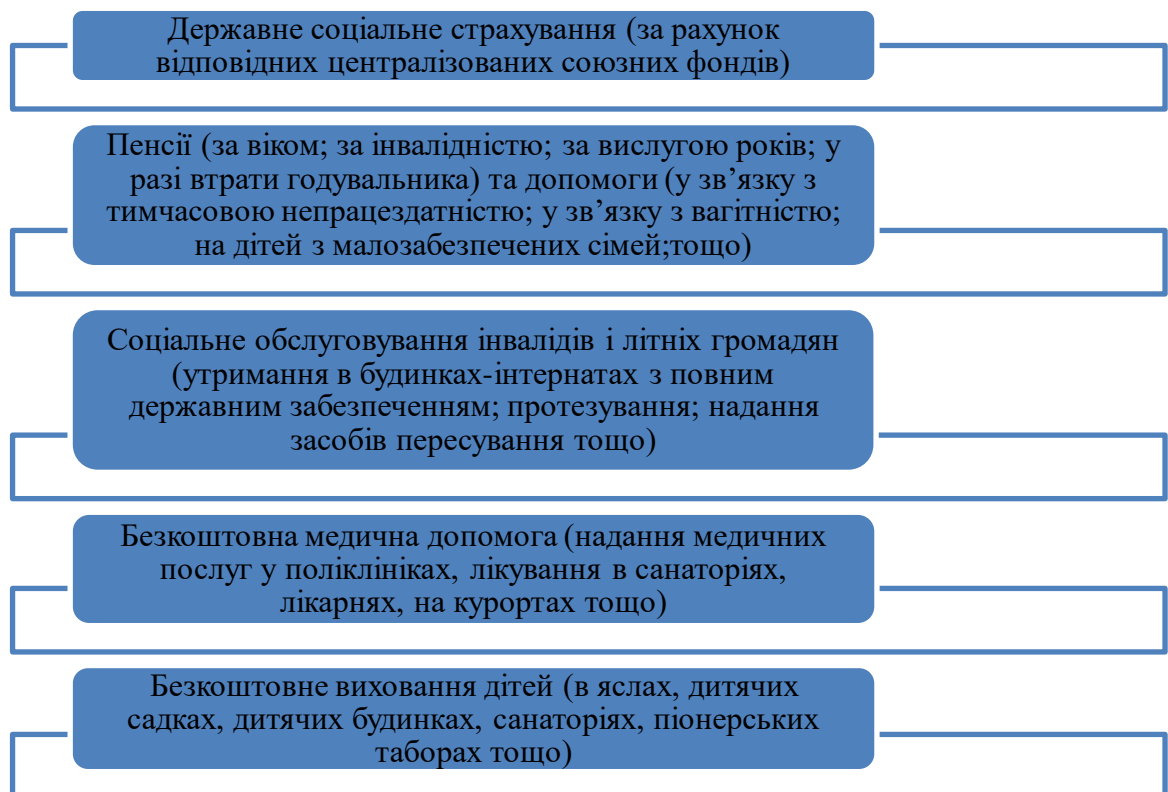 Державне соціальне страхування (за рахунок
відповідних централізованих союзних фондів)
Пенсії (за віком; за інвалідністю; за вислугою років; у
разі втрати годувальника) та допомоги (у зв’язку з
тимчасовою непрацездатністю; у зв’язку з вагітністю;
на дітей з малозабезпечених сімей;тощо)
Соціальне обслуговування інвалідів і літніх громадян
(утримання в будинках-інтернатах з повним
державним забезпеченням; протезування; надання
засобів пересування тощо)
Безкоштовна медична допомога (надання медичних
послуг у поліклініках, лікування в санаторіях,
лікарнях, на курортах тощо)
Безкоштовне виховання дітей (в яслах, дитячих
садках, дитячих будинках, санаторіях, піонерських
таборах тощо)